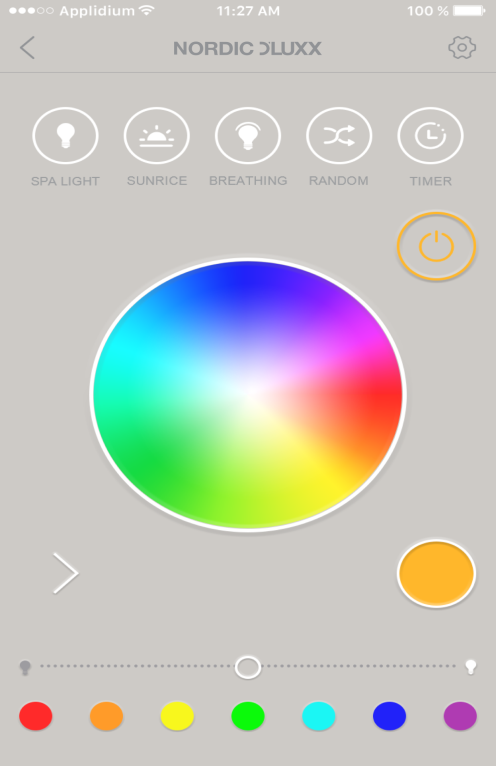 Applidium 11:27 AM 100 %
NORDIC DLUXX
SPA LIGHT SUNRICE BREATHING RANDOM TIMER